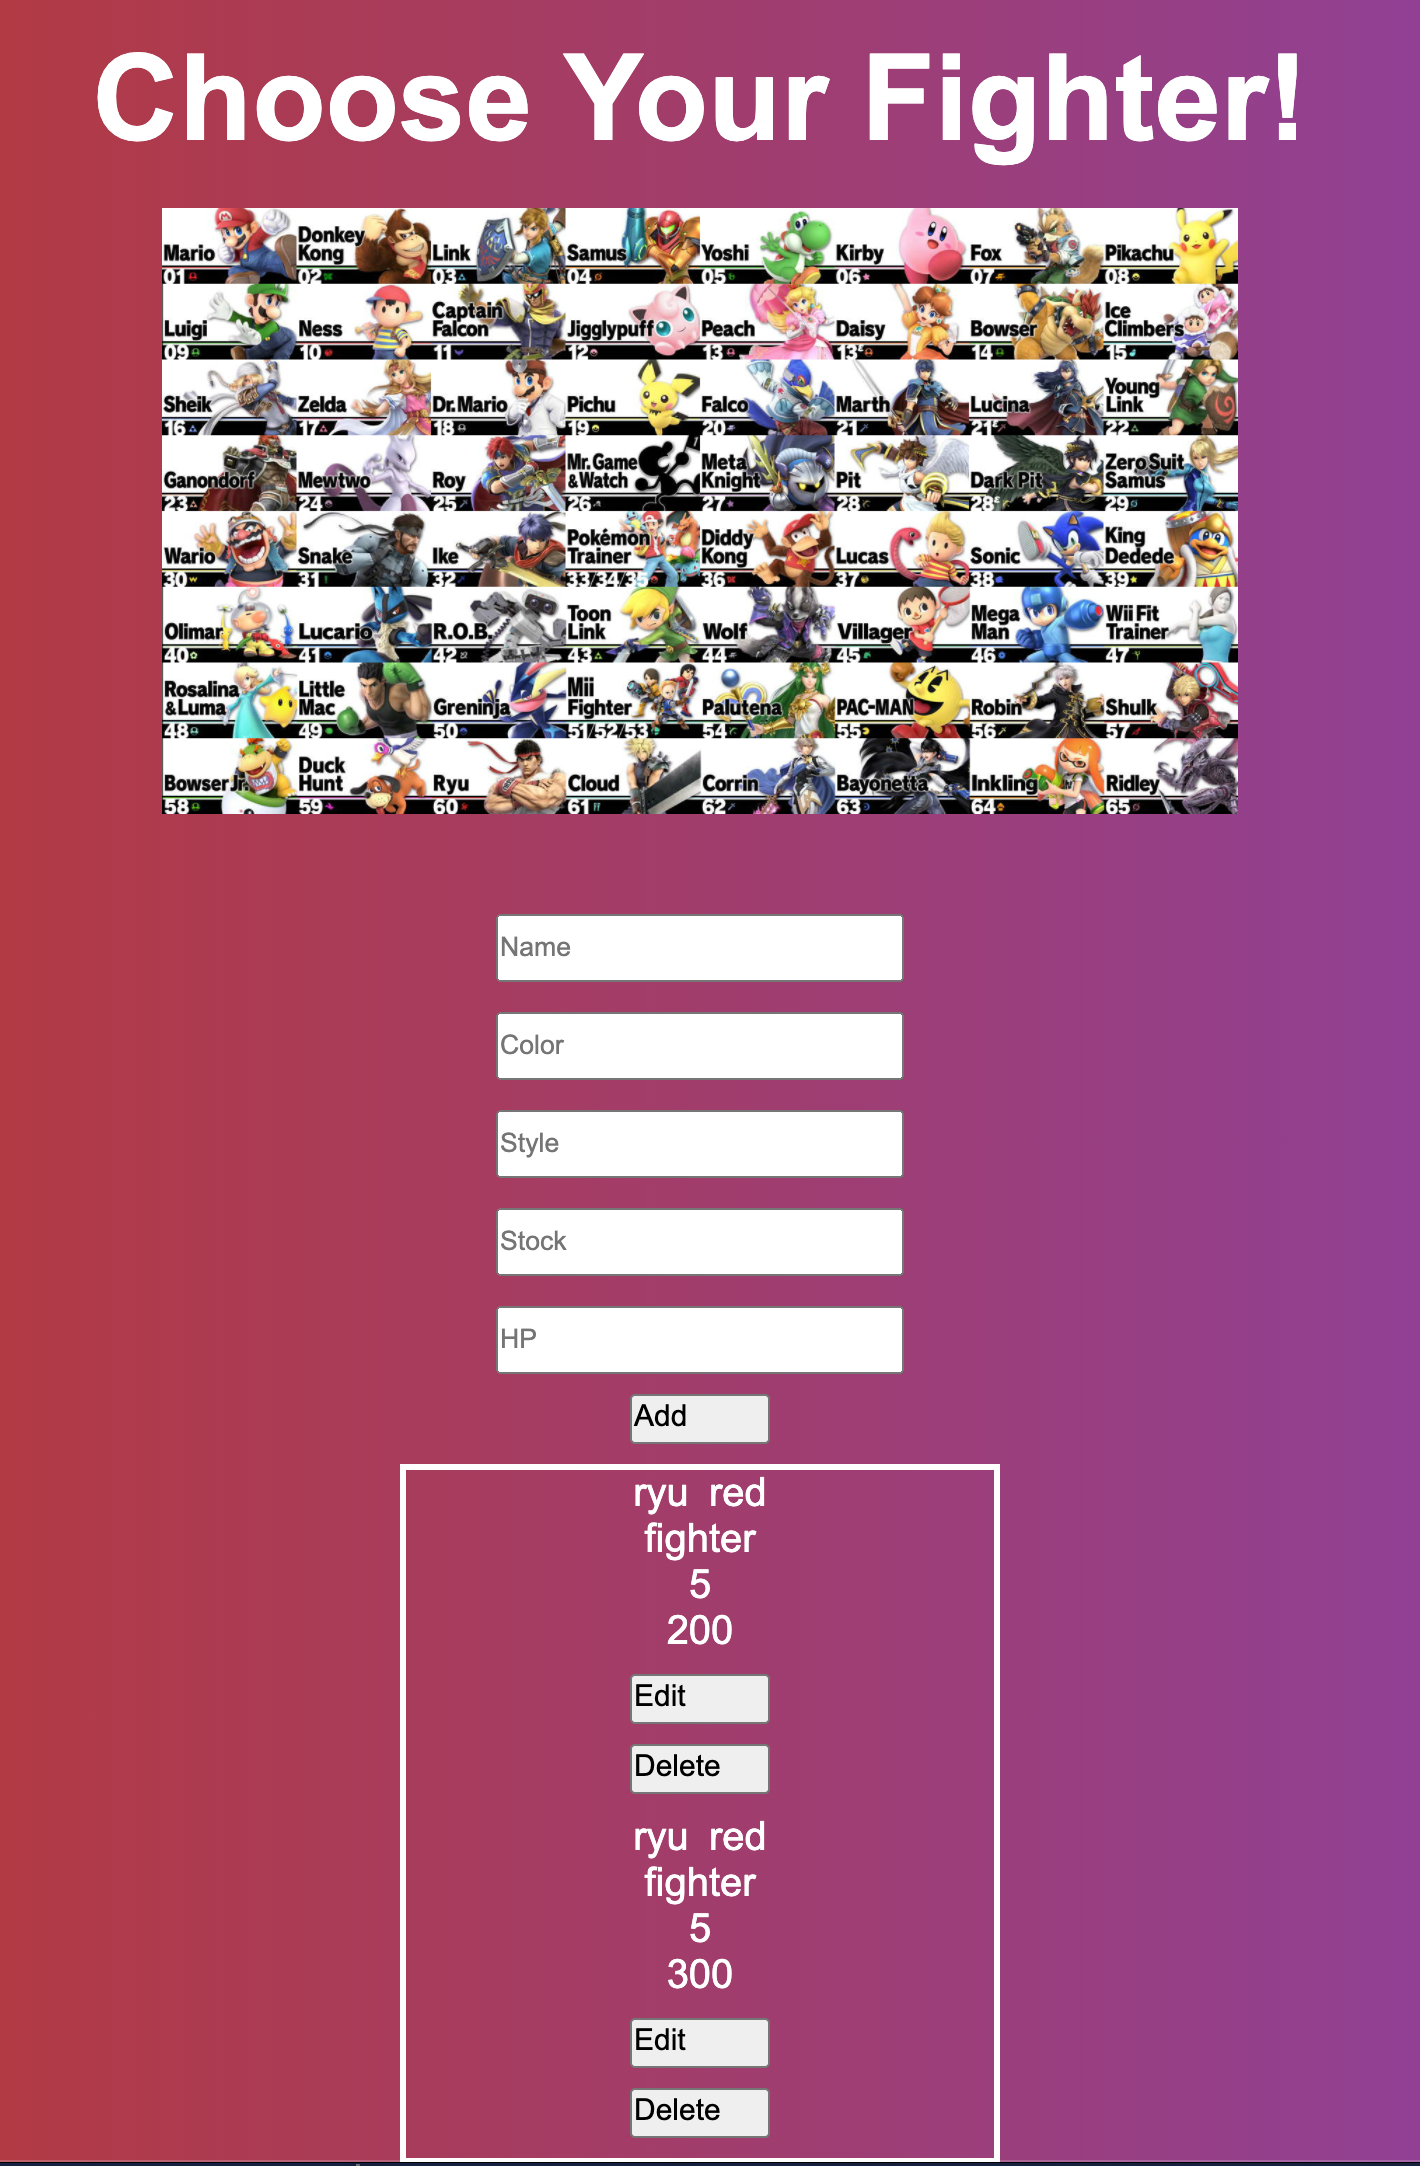 Choose Your Fighter!
Mario Donkey Kong Link Samus Yoshi Kirby Fox Pikachu
01 02 03 04 05 06 07 08
Luigi Ness Captain Falcon Jigglypuff Peach Daisy Bowser Ice Climbers
09 10 11 12 13 13ε 14 15
Sheik Zelda Dr. Mario Pichu Falco Marth Lucina Young Link
16 17 18 19 20 21 21ε 22
Ganondorf Mewtwo Roy Mr. Game & Watch Meta Knight Pit Dark Pit Zero Suit Samus
23 24 25 26 27 28 28ε 29
Wario Snake Ike Pokémon Trainer Diddy Kong Lucas Sonic King Dedede
30 31 32 33/34/35 36 37 38 39
Olimar Lucario R.O.B. Toon Link Wolf Villager Mega Man Wii Fit Trainer
40 41 42 43 44 45 46 47
Rosalina & Luma Little Mac Greninja Mii Fighter Palutena PAC-MAN Robin Shulk
48 49 50 51/52/53 54 55 56 57
Bowser Jr. Duck Hunt Ryu Cloud Corrin Bayonetta Inkling Ridley
58 59 60 61 62 63 64 65
Name
Color
Style
Stock
HP
Add
ryu red
fighter
5
200
Edit
Delete
ryu red
fighter
5
300
Edit
Delete